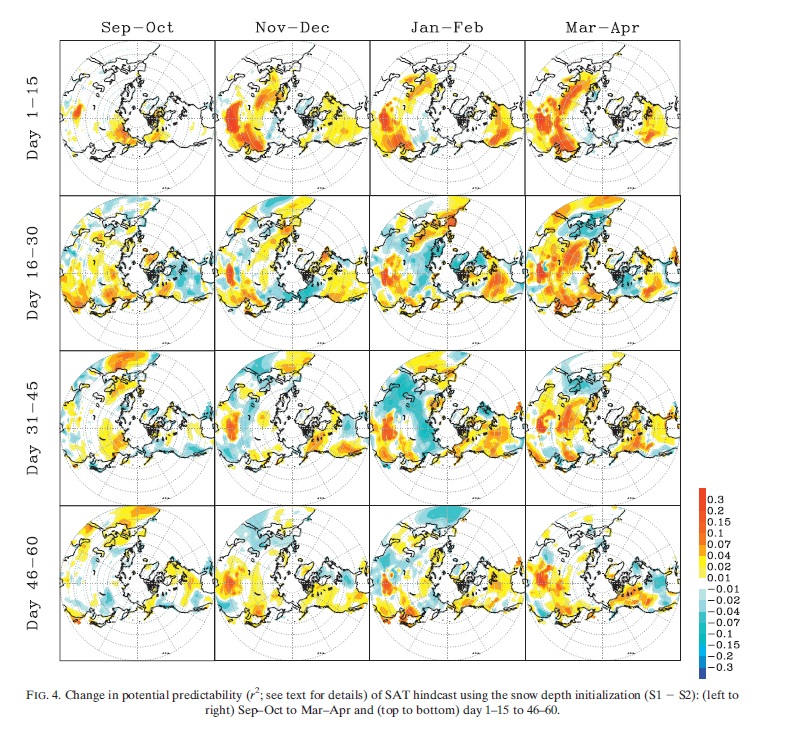 Sep−Oct Nov−Dec Jan−Feb Mar−Apr
Day 1−15
Day 16−30
Day 31−45
Day 46−60
0.3
0.2
0.15
0.1
0.07
0.04
0.02
0.01
−0.01
−0.02
−0.04
−0.07
−0.1
−0.15
−0.2
−0.3
FIG. 4. Change in potential predictability (r²; see text for details) of SAT hindcast using the snow depth initialization (S1 − S2): (left to
right) Sep–Oct to Mar–Apr and (top to bottom) day 1–15 to 46–60.